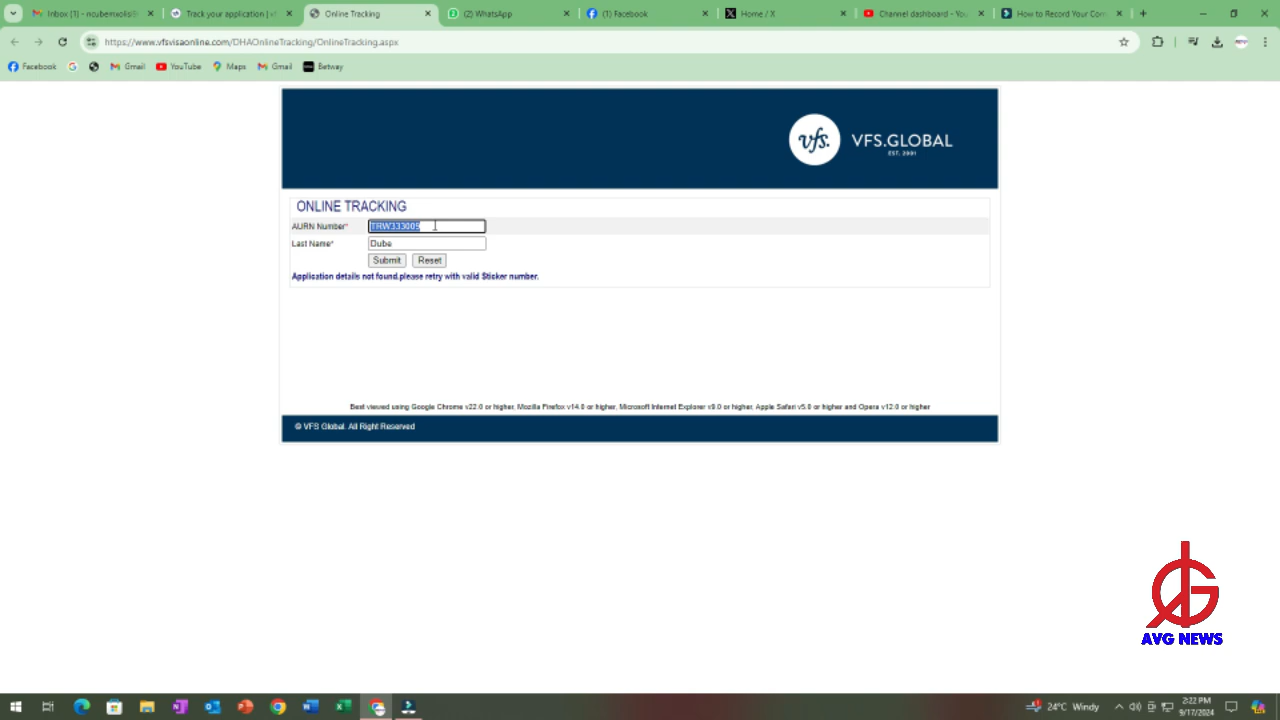 Inbox (1) - ncubemxolisi@
Track your application | vf
Online Tracking
(2) WhatsApp
(1) Facebook
Home / X
Channel dashboard - You
How to Record Your Com
https://www.vfsvisaonline.com/DHAOnlineTracking/OnlineTracking.aspx
Facebook
Gmail
YouTube
Maps
Gmail
Betway
vfs.
VFS.GLOBAL
EST. 2001
ONLINE TRACKING
AURN Number*
Last Name*
Dube
Submit
Reset
Application details not found.please retry with valid Sticker number.
Best viewed using Google Chrome v22.0 or higher, Mozilla Firefox v14.0 or higher, Microsoft Internet Explorer v9.0 or higher, Apple Safari v5.0 or higher and Opera v12.0 or higher
© VFS Global. All Right Reserved
AVG NEWS
24°C Windy
2:22 PM
9/17/2024